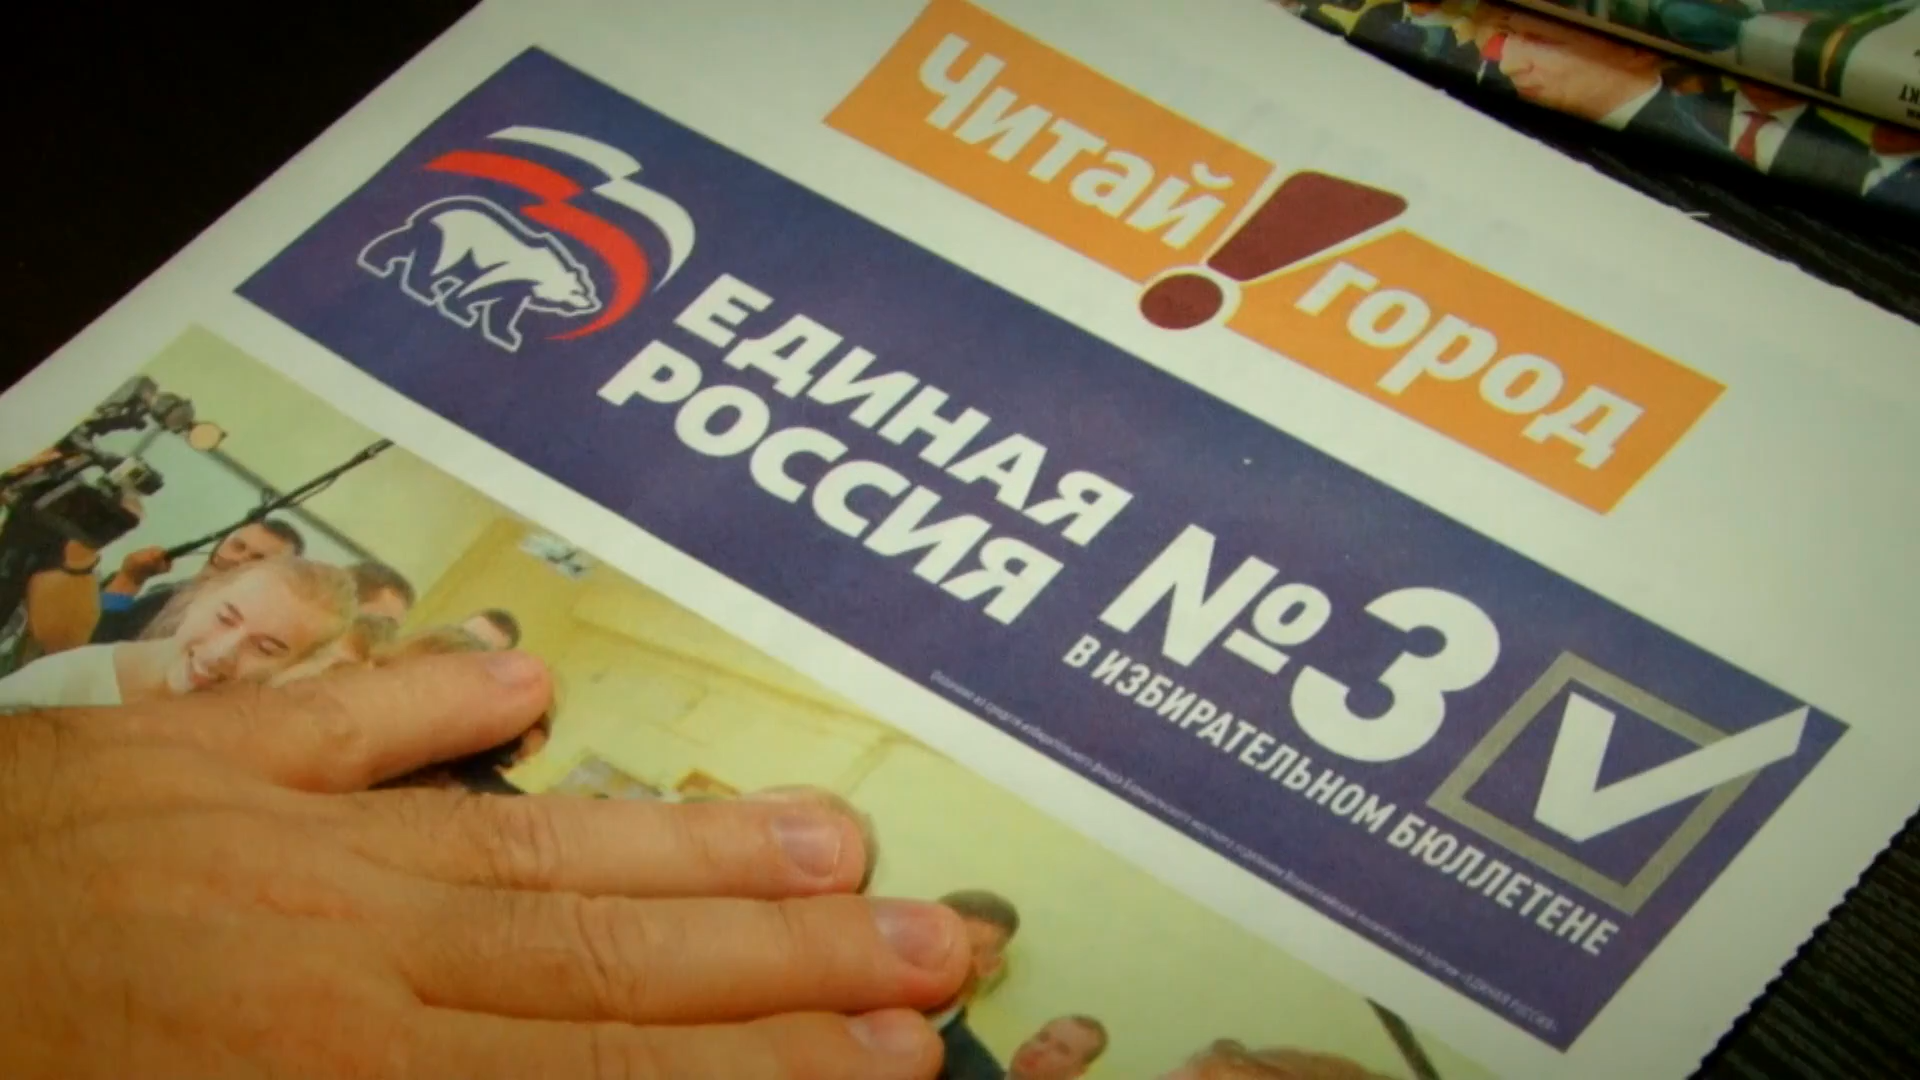 Читай!
город
ЕДИНАЯ
РОССИЯ
№3
В ИЗБИРАТЕЛЬНОМ БЮЛЛЕТЕНЕ